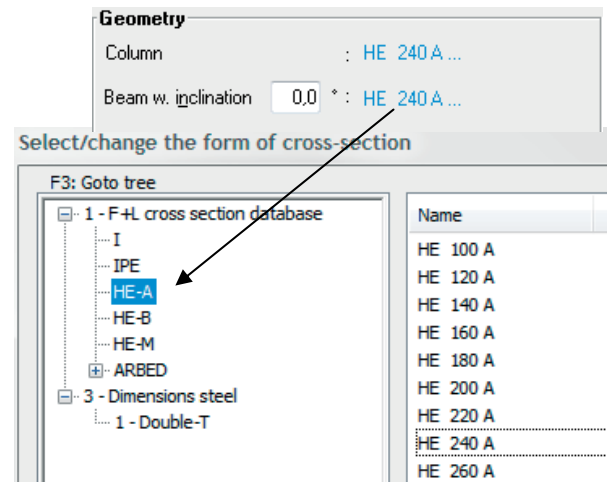 Geometry
Column : HE 240 A ...
Beam w. inclination 0,0 ° : HE 240 A ...
Select/change the form of cross-section
F3: Goto tree
1 - F+L cross section database
I
IPE
HE-A
HE-B
HE-M
ARBED
3 - Dimensions steel
1 - Double-T
Name
HE 100 A
HE 120 A
HE 140 A
HE 160 A
HE 180 A
HE 200 A
HE 220 A
HE 240 A
HE 260 A